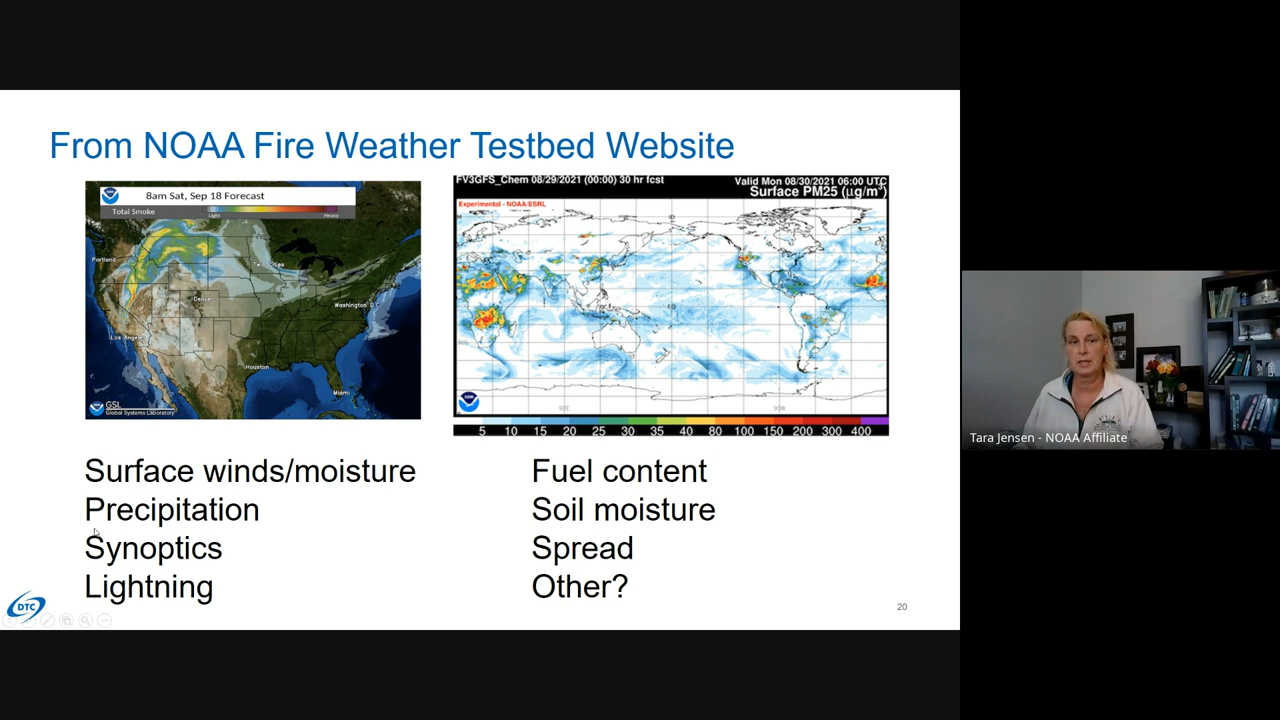 From NOAA Fire Weather Testbed Website
8am Sat, Sep 18 Forecast
Total Smoke
Light
Heavy
Portland
Twin Cities
Denver
Washington D.C.
Los Angeles
Houston
Miami
GSL
Global Systems Laboratory
FV3GFS_Chem 08/29/2021 (00:00) 30 hr fcst
Valid Mon 08/30/2021 06:00 UTC
Surface PM25 (µg/m³)
Experimental - NOAA/ESRL
5 10 15 20 25 30 35 40 80 100 150 200 300 400
Surface winds/moisture
Precipitation
Synoptics
Lightning
Fuel content
Soil moisture
Spread
Other?
DTC
20
Tara Jensen - NOAA Affiliate